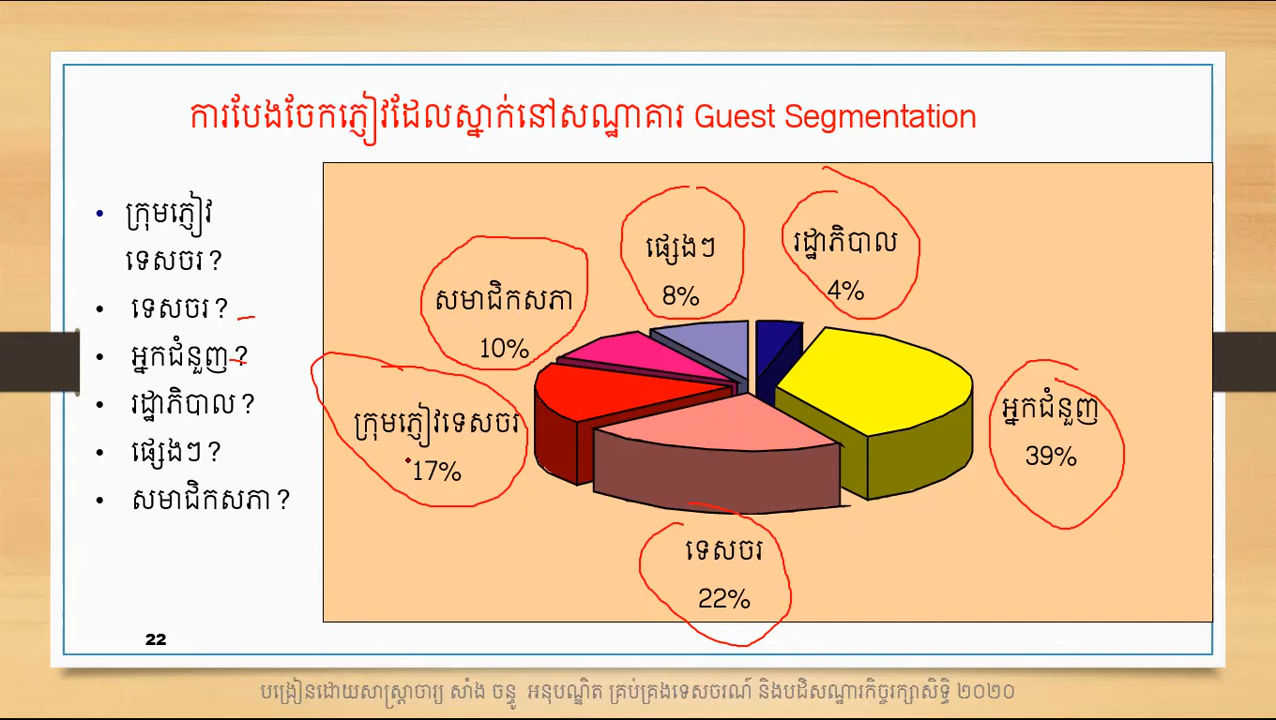 ការបែងចែកភ្ញៀវដែលស្នាក់នៅសណ្ឋាគារ Guest Segmentation
• ក្រុមភ្ញៀវ
ទេសចរ?
• ទេសចរ?
• អ្នកជំនួញ?
• រដ្ឋាភិបាល?
• ផ្សេងៗ?
• សមាជិកសភា?
រដ្ឋាភិបាល
4%
ផ្សេងៗ
8%
សមាជិកសភា
10%
ក្រុមភ្ញៀវទេសចរ
17%
អ្នកជំនួញ
39%
ទេសចរ
22%
22
បង្រៀនដោយសាស្ត្រាចារ្យ សាំង ចន្ធូ អនុបណ្ឌិត គ្រប់គ្រងទេសចរណ៍ និងបដិសណ្ឋារកិច្ចរក្សាសិទ្ធិ ២០២០